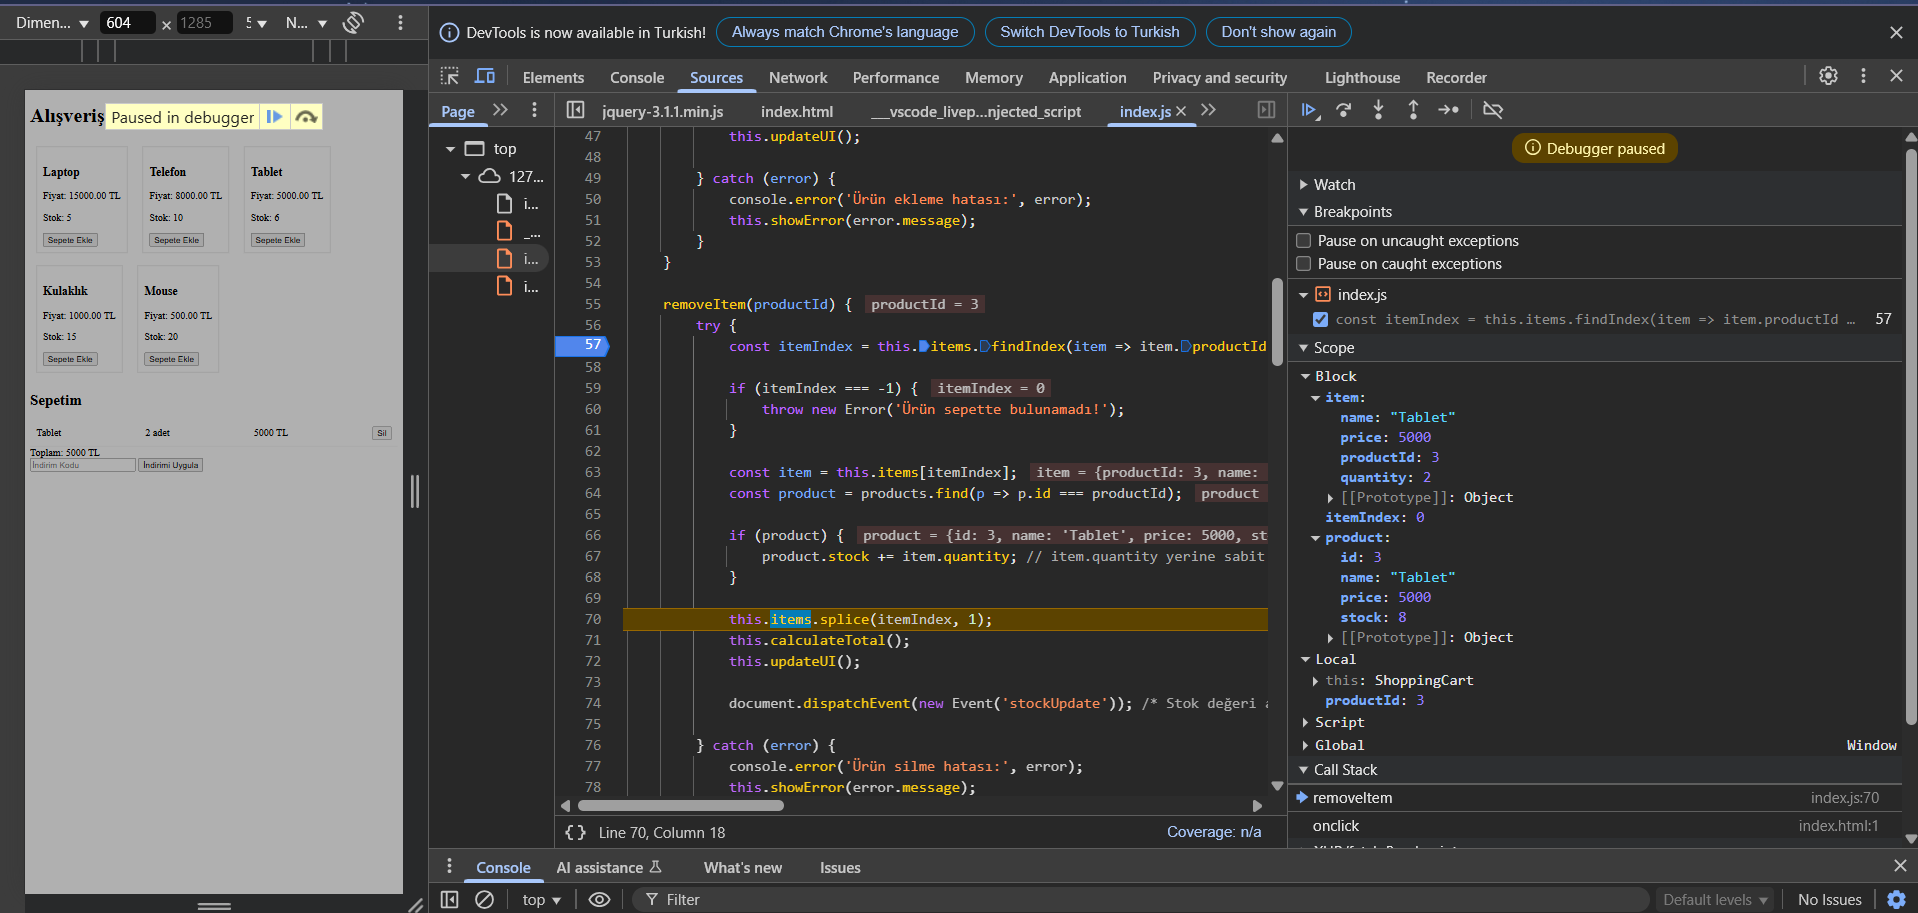 Dimen... 604 × 1285 5 N...
DevTools is now available in Turkish! Always match Chrome's language Switch DevTools to Turkish Don't show again
Elements Console Sources Network Performance Memory Application Privacy and security Lighthouse Recorder
Alışveriş
Paused in debugger
Laptop
Fiyat: 15000.00 TL
Stok: 5
Sepete Ekle
Telefon
Fiyat: 8000.00 TL
Stok: 10
Sepete Ekle
Tablet
Fiyat: 5000.00 TL
Stok: 6
Sepete Ekle
Kulaklık
Fiyat: 1000.00 TL
Stok: 15
Sepete Ekle
Mouse
Fiyat: 500.00 TL
Stok: 20
Sepete Ekle
Sepetim
Tablet 2 adet 5000 TL Sil
Toplam: 5000 TL
İndirim Kodu İndirimi Uygula
Page
top
127...
i...
_...
i...
i...
jquery-3.1.1.min.js index.html __vscode_livep...njected_script index.js
47 this.updateUI();
48
49 } catch (error) {
50 console.error('Ürün ekleme hatası:', error);
51 this.showError(error.message);
52 }
53 }
54
55 removeItem(productId) { productId = 3
56 try {
57 const itemIndex = this.items.findIndex(item => item.productId
58
59 if (itemIndex === -1) { itemIndex = 0
60 throw new Error('Ürün sepette bulunamadı!');
61 }
62
63 const item = this.items[itemIndex]; item = {productId: 3, name:
64 const product = products.find(p => p.id === productId); product
65
66 if (product) { product = {id: 3, name: 'Tablet', price: 5000, st
67 product.stock += item.quantity; // item.quantity yerine sabit
68 }
69
70 this.items.splice(itemIndex, 1);
71 this.calculateTotal();
72 this.updateUI();
73
74 document.dispatchEvent(new Event('stockUpdate')); /* Stok değeri a
75
76 } catch (error) {
77 console.error('Ürün silme hatası:', error);
78 this.showError(error.message);
{} Line 70, Column 18 Coverage: n/a
Debugger paused
Watch
Breakpoints
Pause on uncaught exceptions
Pause on caught exceptions
index.js
const itemIndex = this.items.findIndex(item => item.productId … 57
Scope
Block
item:
name: "Tablet"
price: 5000
productId: 3
quantity: 2
[[Prototype]]: Object
itemIndex: 0
product:
id: 3
name: "Tablet"
price: 5000
stock: 8
[[Prototype]]: Object
Local
this: ShoppingCart
productId: 3
Script
Global Window
Call Stack
removeItem index.js:70
onclick index.html:1
Console AI assistance What's new Issues
top Filter Default levels No Issues